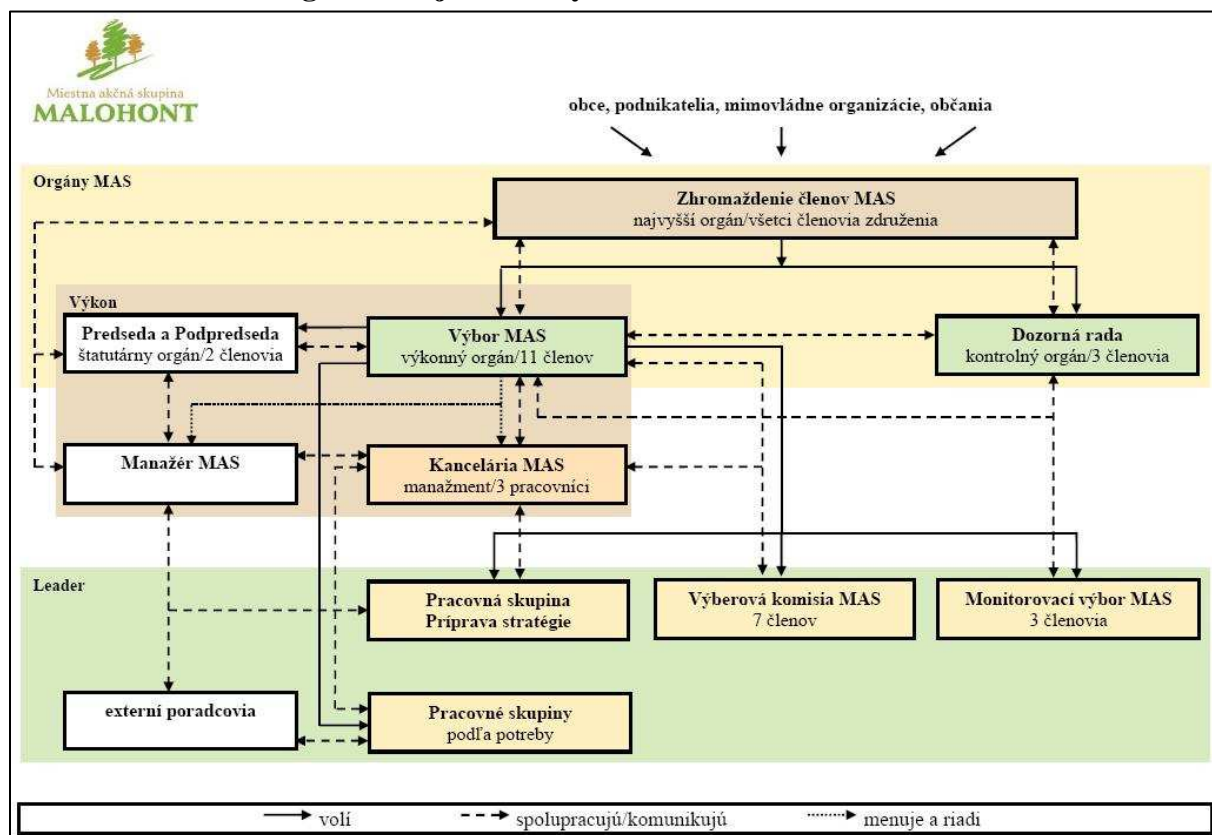 Miestna akčná skupina
MALOHONT
obce, podnikatelia, mimovládne organizácie, občania
Orgány MAS
Zhromaždenie členov MAS
najvyšší orgán/všetci členovia združenia
Výkon
Predseda a Podpredseda
štatutárny orgán/2 členovia
Výbor MAS
výkonný orgán/11 členov
Dozorná rada
kontrolný orgán/3 členovia
Manažér MAS
Kancelária MAS
manažment/3 pracovníci
Leader
Pracovná skupina
Príprava stratégie
Výberová komisia MAS
7 členov
Monitorovací výbor MAS
3 členovia
externí poradcovia
Pracovné skupiny
podľa potreby
volí
spolupracujú/komunikujú
menuje a riadi